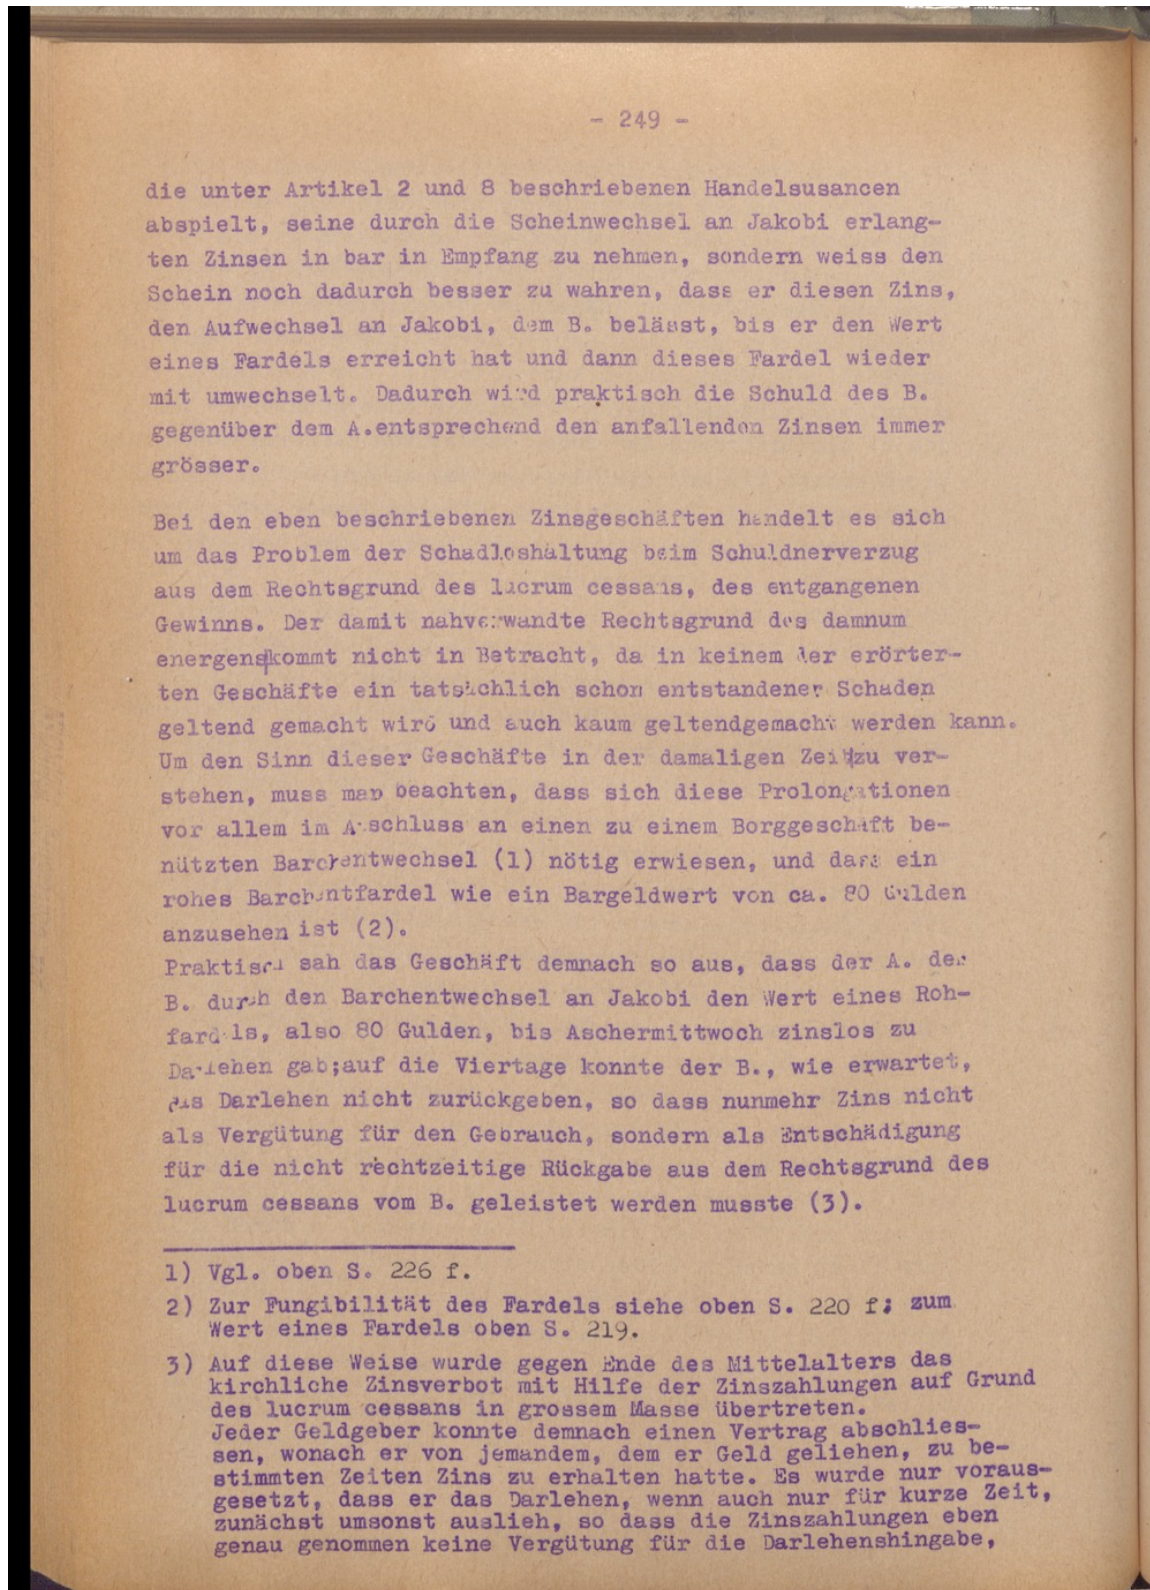 - 249 -
die unter Artikel 2 und 8 beschriebenen Handelsusancen
abspielt, seine durch die Scheinwechsel an Jakobi erlang-
ten Zinsen in bar in Empfang zu nehmen, sondern weiss den
Schein noch dadurch besser zu wahren, dass er diesen Zins,
den Aufwechsel an Jakobi, dem B. belässt, bis er den Wert
eines Fardels erreicht hat und dann dieses Fardel wieder
mit umwechselt. Dadurch wird praktisch die Schuld des B.
gegenüber dem A.entsprechend den anfallenden Zinsen immer
grösser.
Bei den eben beschriebenen Zinsgeschäften handelt es sich
um das Problem der Schadloshaltung beim Schuldnerverzug
aus dem Rechtsgrund des lucrum cessans, des entgangenen
Gewinns. Der damit nahverwandte Rechtsgrund des damnum
energens|kommt nicht in Betracht, da in keinem der erörter-
ten Geschäfte ein tatsächlich schon entstandener Schaden
geltend gemacht wird und auch kaum geltendgemacht werden kann.
Um den Sinn dieser Geschäfte in der damaligen Zeit|zu ver-
stehen, muss man beachten, dass sich diese Prolongationen
vor allem im Anschluss an einen zu einem Borggeschäft be-
nützten Barchentwechsel (1) nötig erwiesen, und dass ein
rohes Barchentfardel wie ein Bargeldwert von ca. 80 Gulden
anzusehen ist (2).
Praktisch sah das Geschäft demnach so aus, dass der A. dem
B. durch den Barchentwechsel an Jakobi den Wert eines Roh-
fardels, also 80 Gulden, bis Aschermittwoch zinslos zu
Darlehen gab;auf die Viertage konnte der B., wie erwartet,
das Darlehen nicht zurückgeben, so dass nunmehr Zins nicht
als Vergütung für den Gebrauch, sondern als Entschädigung
für die nicht rechtzeitige Rückgabe aus dem Rechtsgrund des
lucrum cessans vom B. geleistet werden musste (3).
1) Vgl. oben S. 226 f.
2) Zur Fungibilität des Fardels siehe oben S. 220 f; zum
Wert eines Fardels oben S. 219.
3) Auf diese Weise wurde gegen Ende des Mittelalters das
kirchliche Zinsverbot mit Hilfe der Zinszahlungen auf Grund
des lucrum cessans in grossem Masse übertreten.
Jeder Geldgeber konnte demnach einen Vertrag abschlies-
sen, wonach er von jemandem, dem er Geld geliehen, zu be-
stimmten Zeiten Zins zu erhalten hatte. Es wurde nur voraus-
gesetzt, dass er das Darlehen, wenn auch nur für kurze Zeit,
zunächst umsonst auslieh, so dass die Zinszahlungen eben
genau genommen keine Vergütung für die Darlehenshingabe,